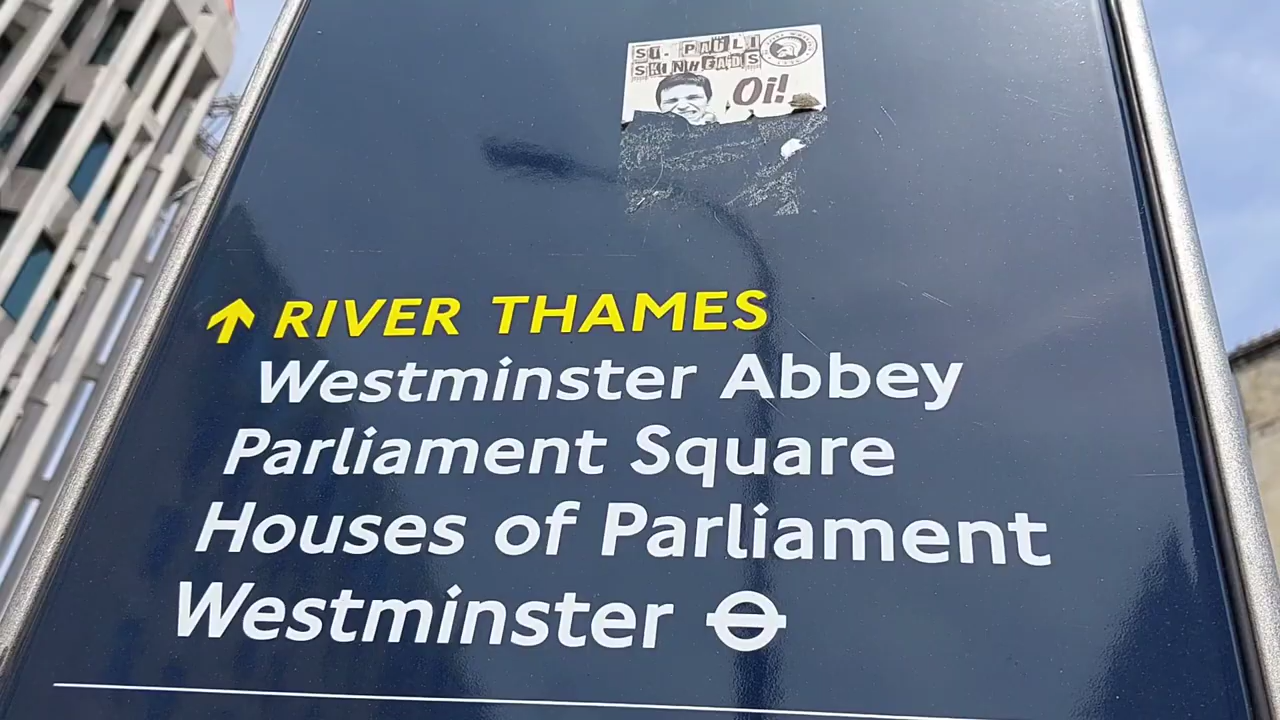 ST. PAULI
SKINHEADS
Oi!
RIVER THAMES
Westminster Abbey
Parliament Square
Houses of Parliament
Westminster